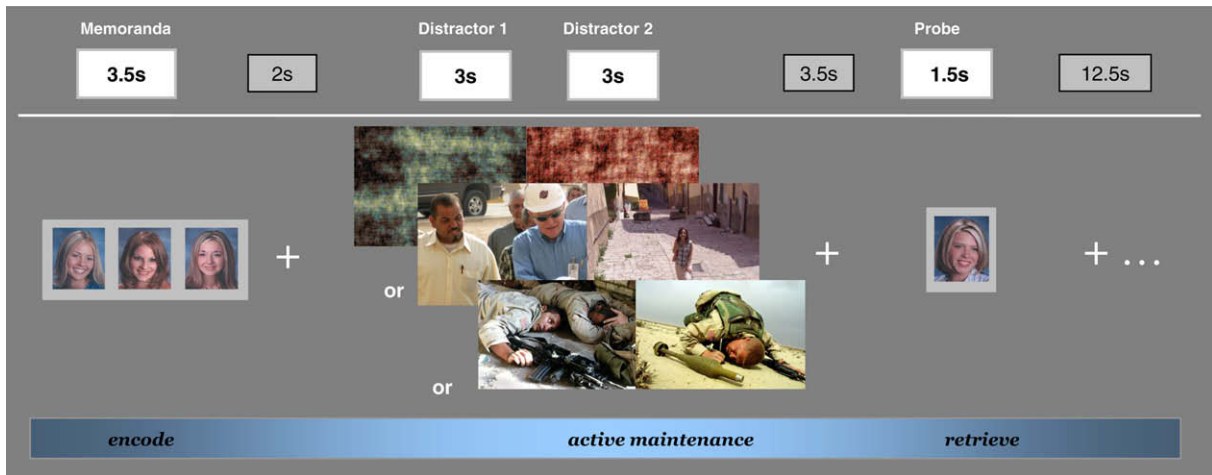 Memoranda Distractor 1 Distractor 2 Probe
3.5s 2s 3s 3s 3.5s 1.5s 12.5s
+ + + ...
or
or
encode active maintenance retrieve